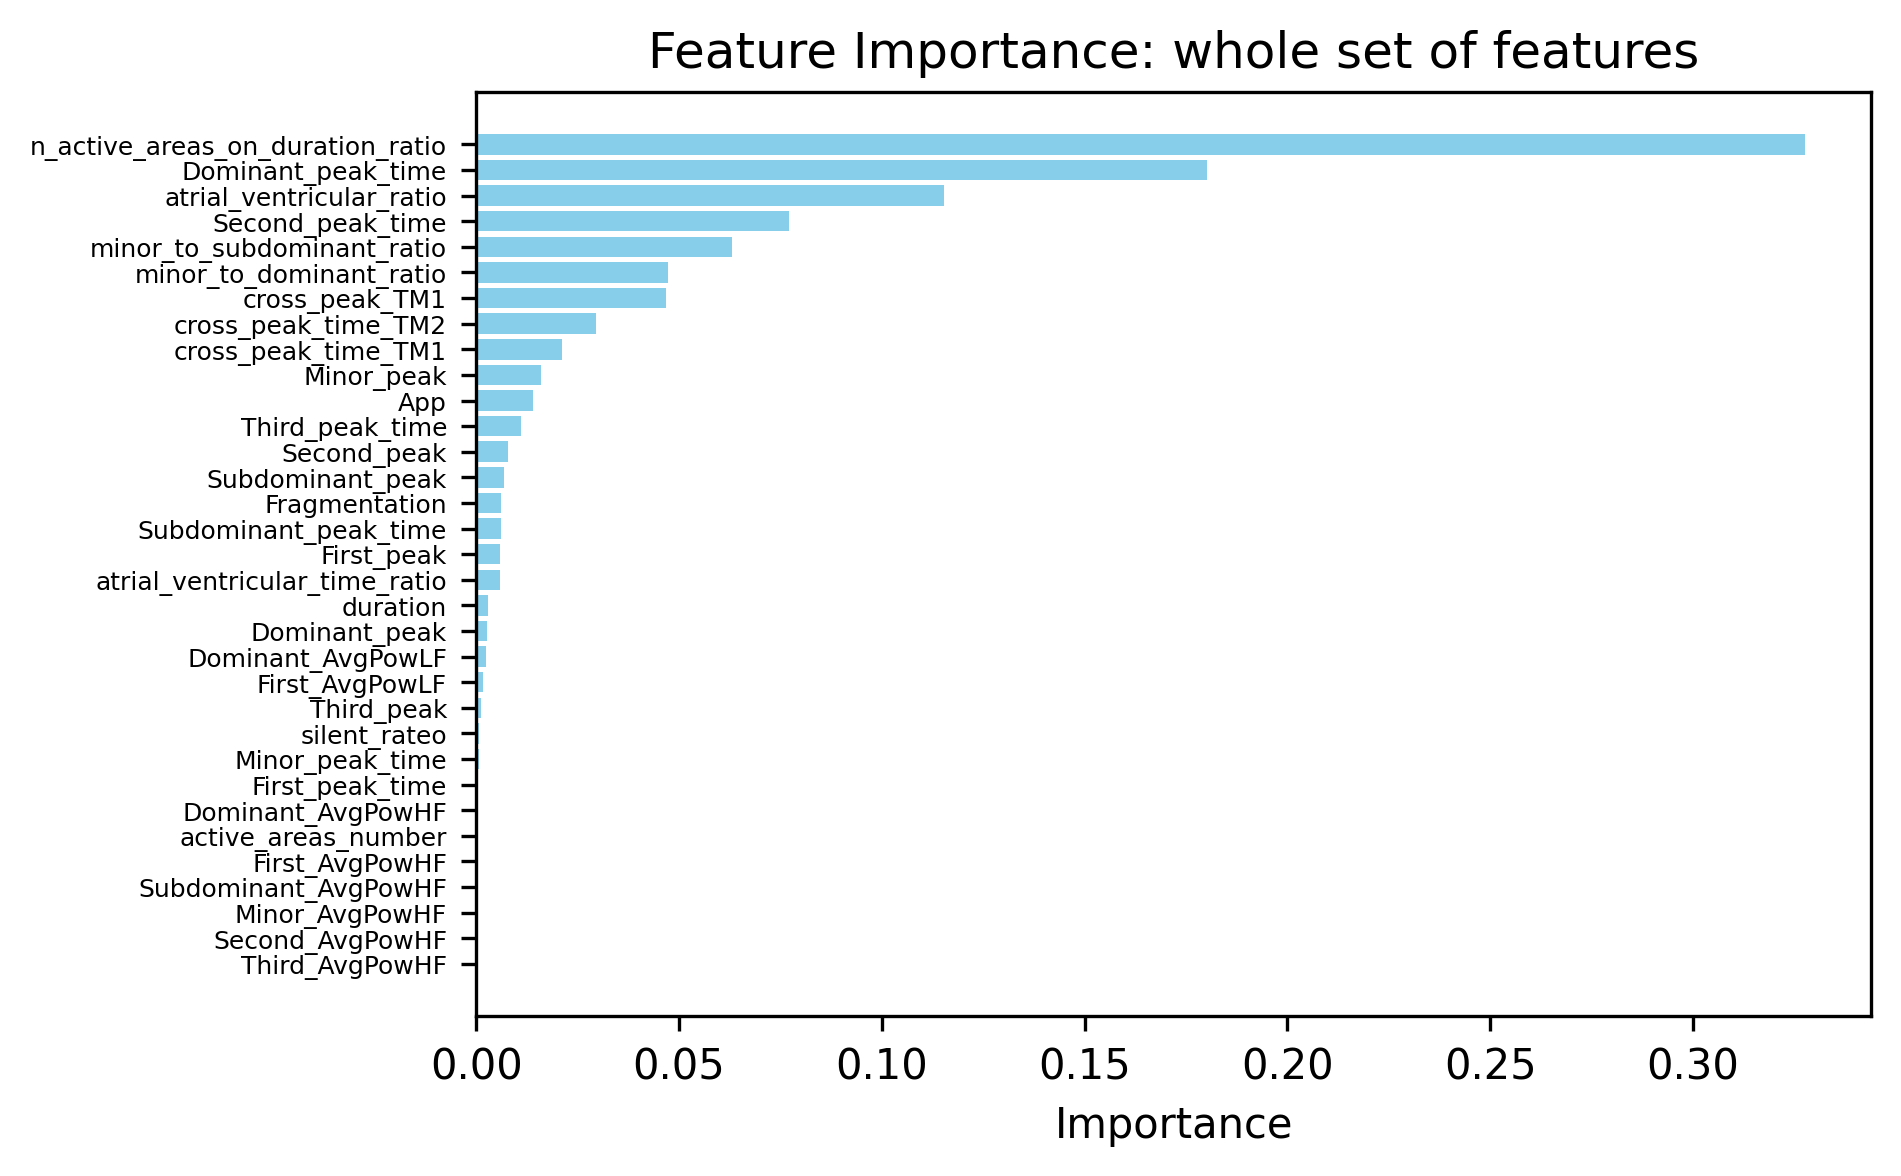 Feature Importance: whole set of features
n_active_areas_on_duration_ratio
Dominant_peak_time
atrial_ventricular_ratio
Second_peak_time
minor_to_subdominant_ratio
minor_to_dominant_ratio
cross_peak_TM1
cross_peak_time_TM2
cross_peak_time_TM1
Minor_peak
App
Third_peak_time
Second_peak
Subdominant_peak
Fragmentation
Subdominant_peak_time
First_peak
atrial_ventricular_time_ratio
duration
Dominant_peak
Dominant_AvgPowLF
First_AvgPowLF
Third_peak
silent_rateo
Minor_peak_time
First_peak_time
Dominant_AvgPowHF
active_areas_number
First_AvgPowHF
Subdominant_AvgPowHF
Minor_AvgPowHF
Second_AvgPowHF
Third_AvgPowHF
0.00 0.05 0.10 0.15 0.20 0.25 0.30
Importance